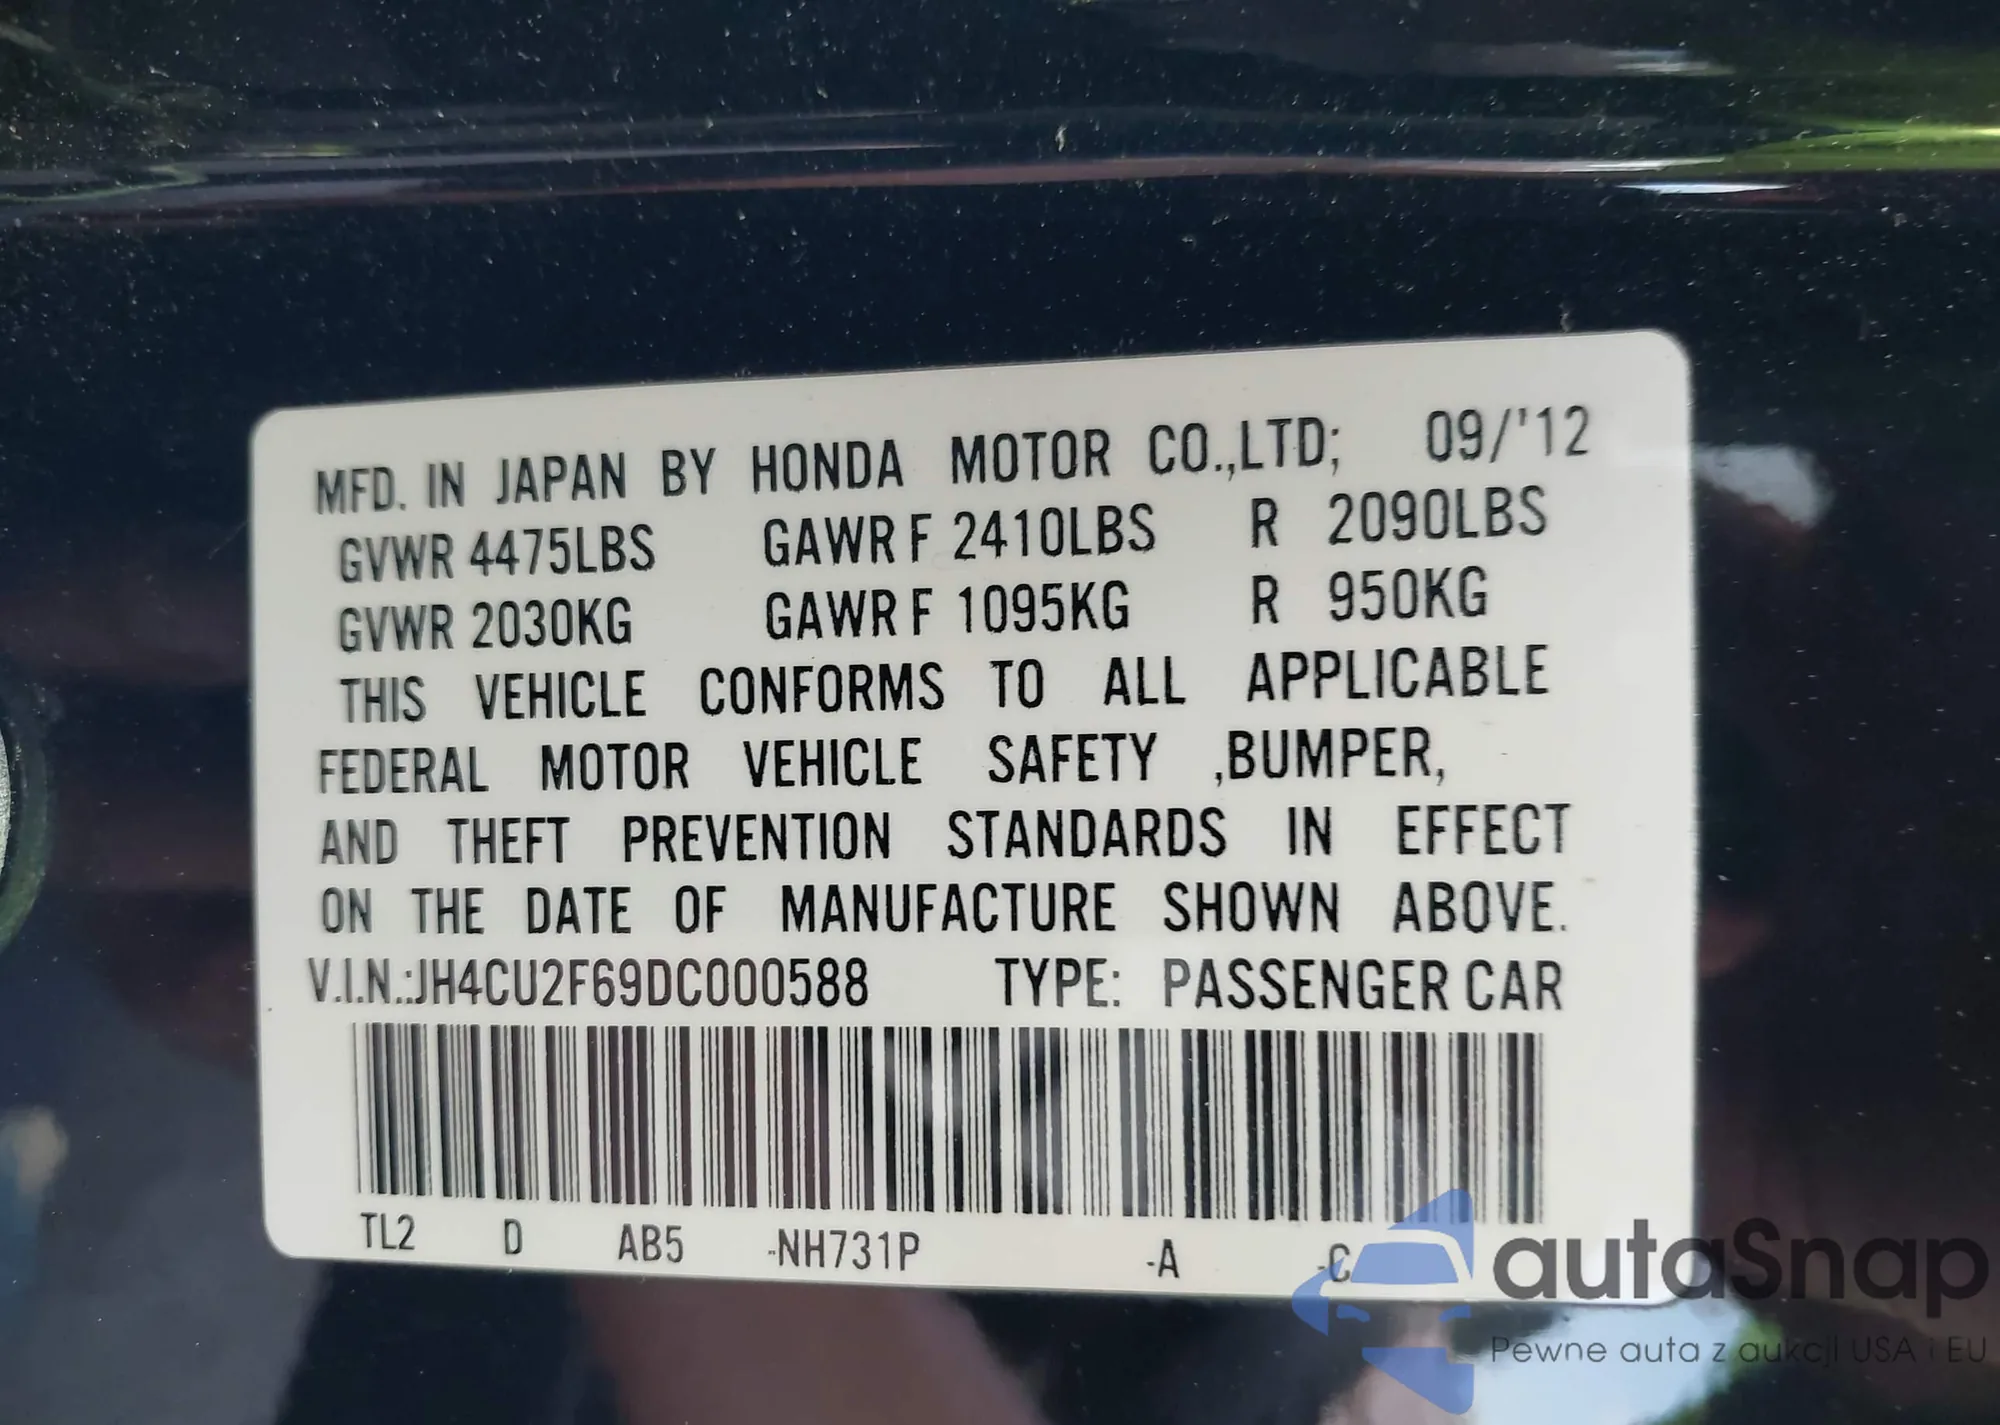 MFD. IN JAPAN BY HONDA MOTOR CO.,LTD; 09/'12
GVWR 4475LBS GAWR F 2410LBS R 2090LBS
GVWR 2030KG GAWR F 1095KG R 950KG
THIS VEHICLE CONFORMS TO ALL APPLICABLE
FEDERAL MOTOR VEHICLE SAFETY ,BUMPER,
AND THEFT PREVENTION STANDARDS IN EFFECT
ON THE DATE OF MANUFACTURE SHOWN ABOVE.
V.I.N.:JH4CU2F69DC000588 TYPE: PASSENGER CAR
TL2 D AB5 -NH731P -A -C
autaSnap
Pewne auta z aukcji USA i EU